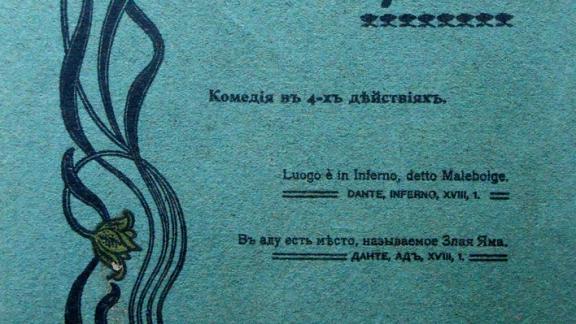 Комедія въ 4-хъ дѣйствіяхъ.
Luogo è in Inferno, detto Malebolge.
DANTE, INFERNO, XVIII, 1.
Въ аду есть мѣсто, называемое Злая Яма.
ДАНТЕ, АДЪ, XVIII, 1.